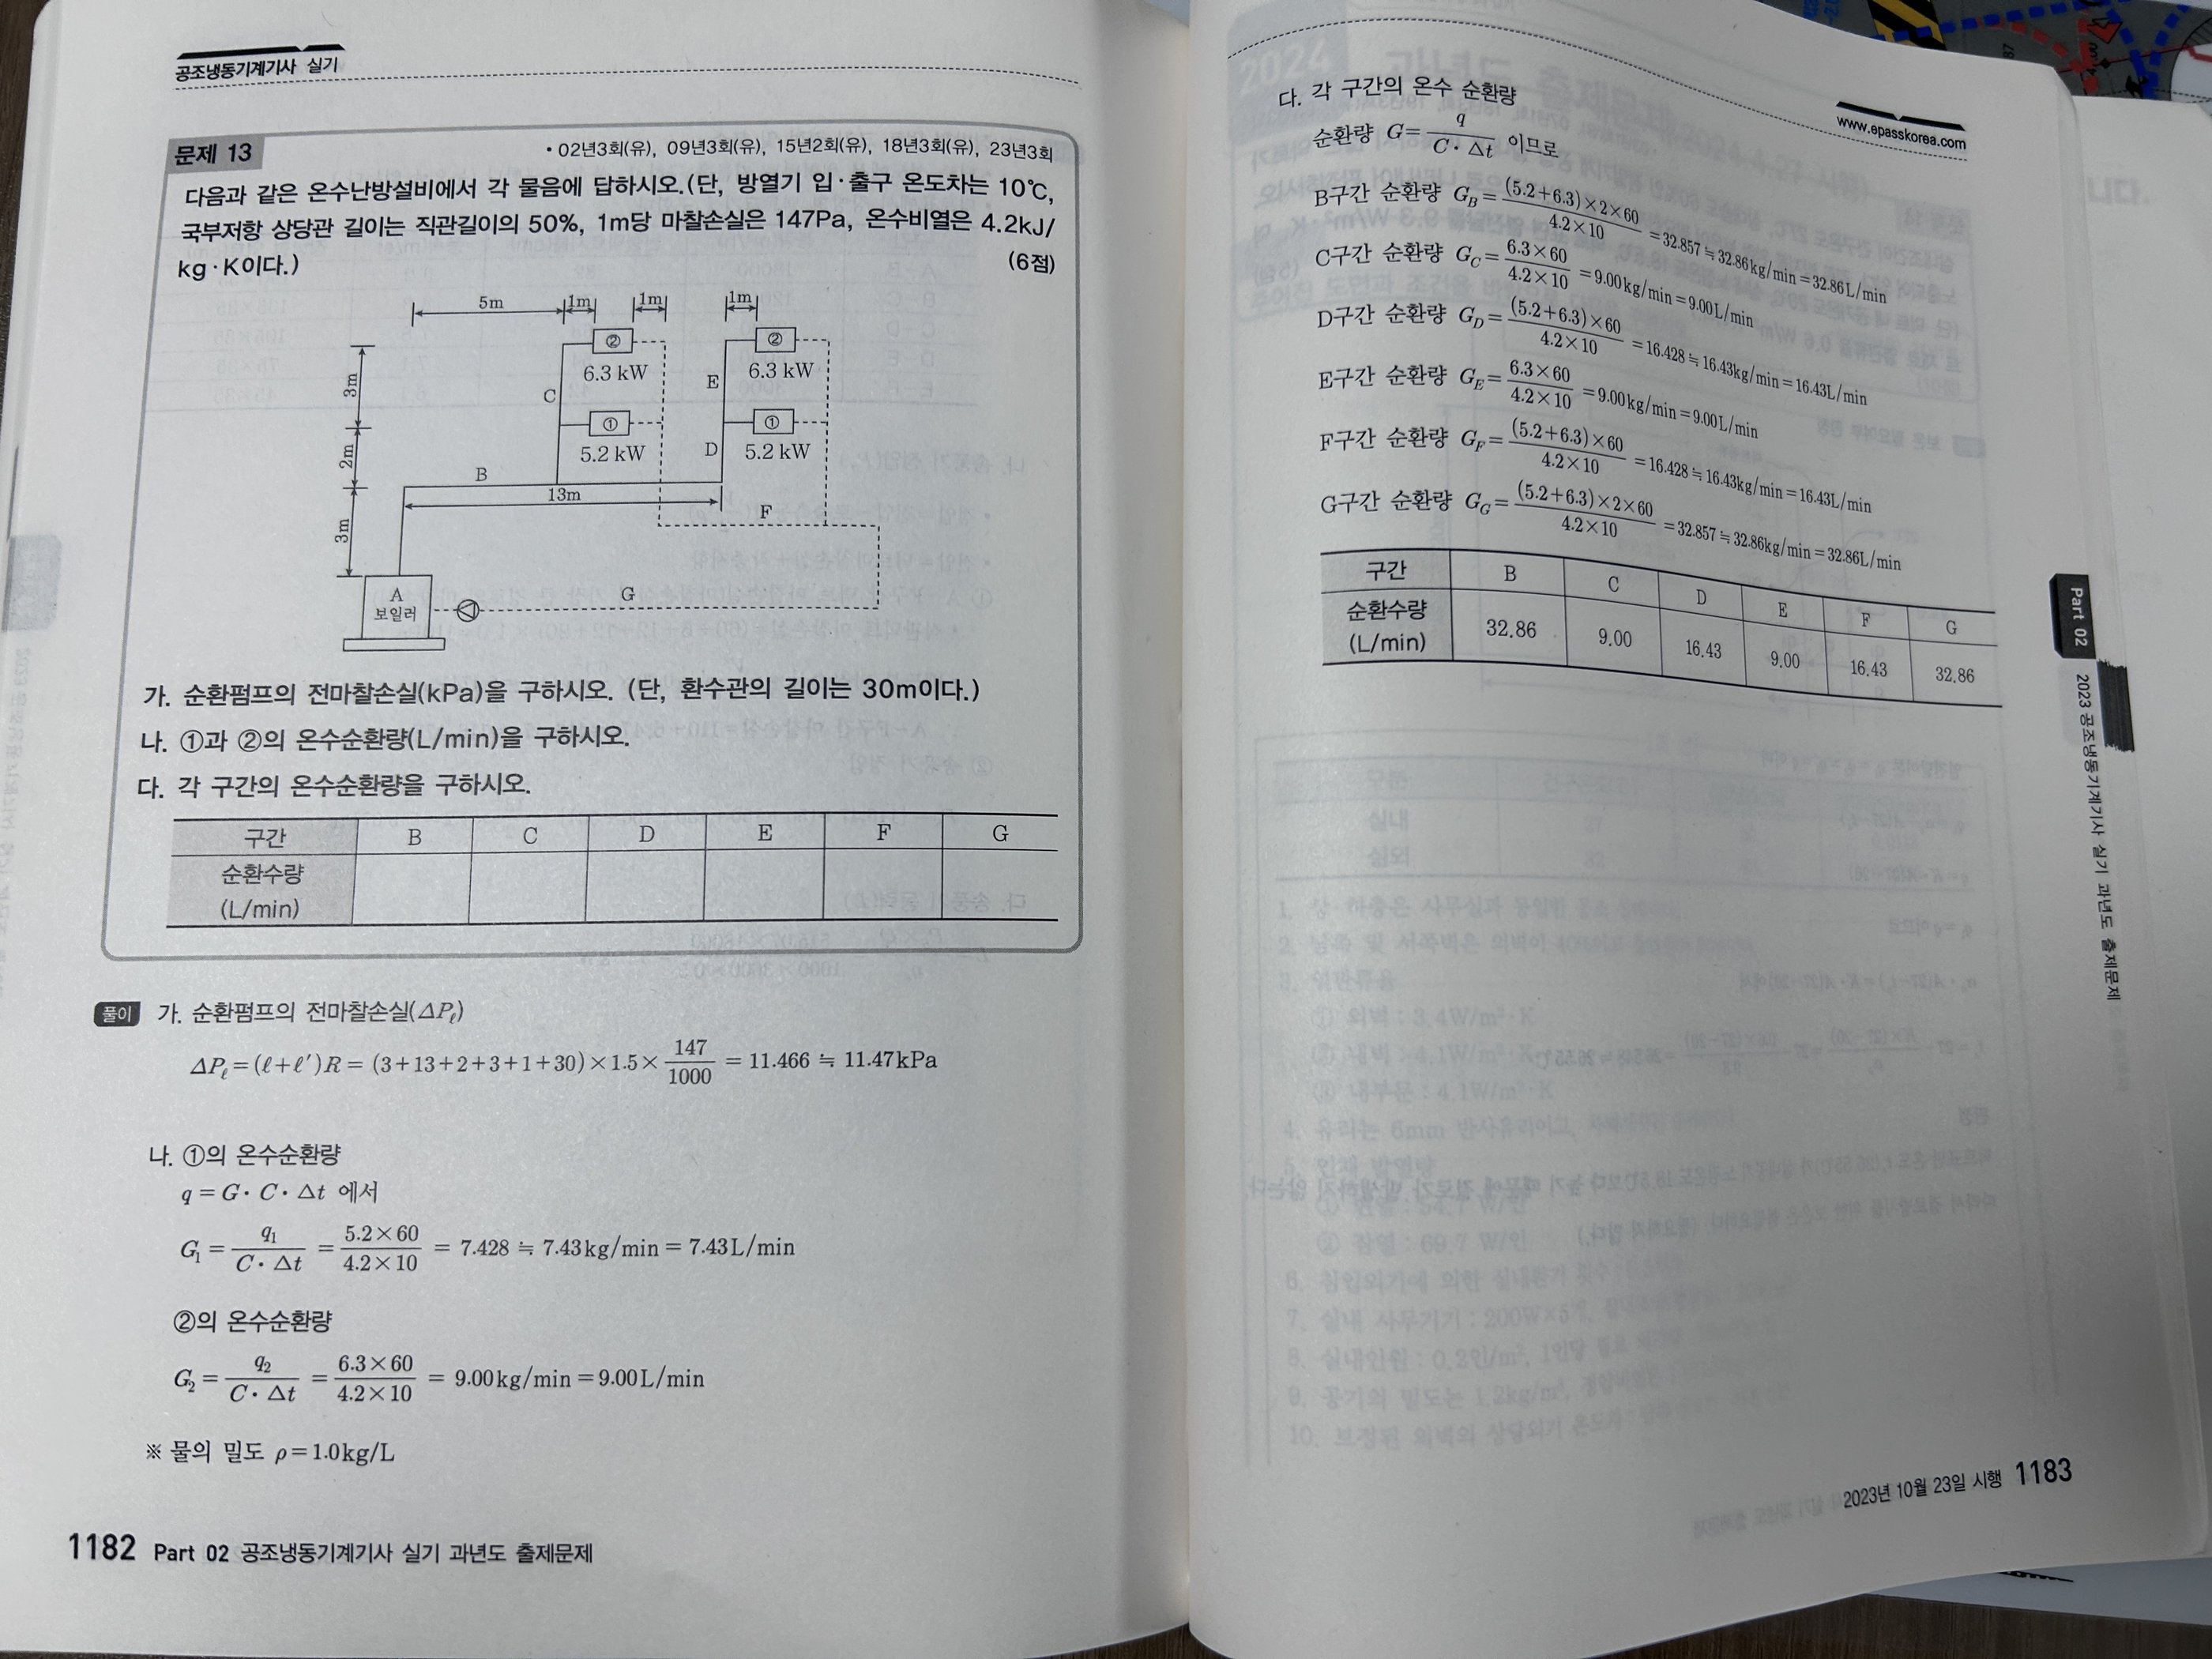 공조냉동기계기사 실기
문제 13
• 02년3회(유), 09년3회(유), 15년2회(유), 18년3회(유), 23년3회
다음과 같은 온수난방설비에서 각 물음에 답하시오.(단, 방열기 입·출구 온도차는 10℃,
국부저항 상당관 길이는 직관길이의 50%, 1m당 마찰손실은 147Pa, 온수비열은 4.2kJ/
kg·K이다.) (6점)
5m 1m 1m 1m
② ②
6.3 kW 6.3 kW
3m C E
① ①
5.2 kW 5.2 kW
2m D
B
13m
F
3m
A
보일러
G
가. 순환펌프의 전마찰손실(kPa)을 구하시오. (단, 환수관의 길이는 30m이다.)
나. ①과 ②의 온수순환량(L/min)을 구하시오.
다. 각 구간의 온수순환량을 구하시오.
구간 B C D E F G
순환수량
(L/min)
풀이 가. 순환펌프의 전마찰손실(ΔPℓ)
ΔPℓ = (ℓ+ℓ′)R = (3+13+2+3+1+30)×1.5×147/1000 = 11.466 ≒ 11.47kPa
나. ①의 온수순환량
q = G·C·Δt 에서
G₁ = q₁/(C·Δt) = (5.2×60)/(4.2×10) = 7.428 ≒ 7.43kg/min = 7.43L/min
②의 온수순환량
G₂ = q₂/(C·Δt) = (6.3×60)/(4.2×10) = 9.00kg/min = 9.00L/min
※ 물의 밀도 ρ=1.0kg/L
1182 Part 02 공조냉동기계기사 실기 과년도 출제문제
www.epasskorea.com
다. 각 구간의 온수 순환량
순환량 G = q/(C·Δt) 이므로
B구간 순환량 G_B = ((5.2+6.3)×2×60)/(4.2×10) = 32.857 ≒ 32.86kg/min = 32.86L/min
C구간 순환량 G_C = (6.3×60)/(4.2×10) = 9.00kg/min = 9.00L/min
D구간 순환량 G_D = ((5.2+6.3)×60)/(4.2×10) = 16.428 ≒ 16.43kg/min = 16.43L/min
E구간 순환량 G_E = (6.3×60)/(4.2×10) = 9.00kg/min = 9.00L/min
F구간 순환량 G_F = ((5.2+6.3)×60)/(4.2×10) = 16.428 ≒ 16.43kg/min = 16.43L/min
G구간 순환량 G_G = ((5.2+6.3)×2×60)/(4.2×10) = 32.857 ≒ 32.86kg/min = 32.86L/min
구간 B C D E F G
순환수량
(L/min) 32.86 9.00 16.43 9.00 16.43 32.86
Part 02
2023 공조냉동기계기사 실기 과년도 출제문제
2023년 10월 23일 시행 1183